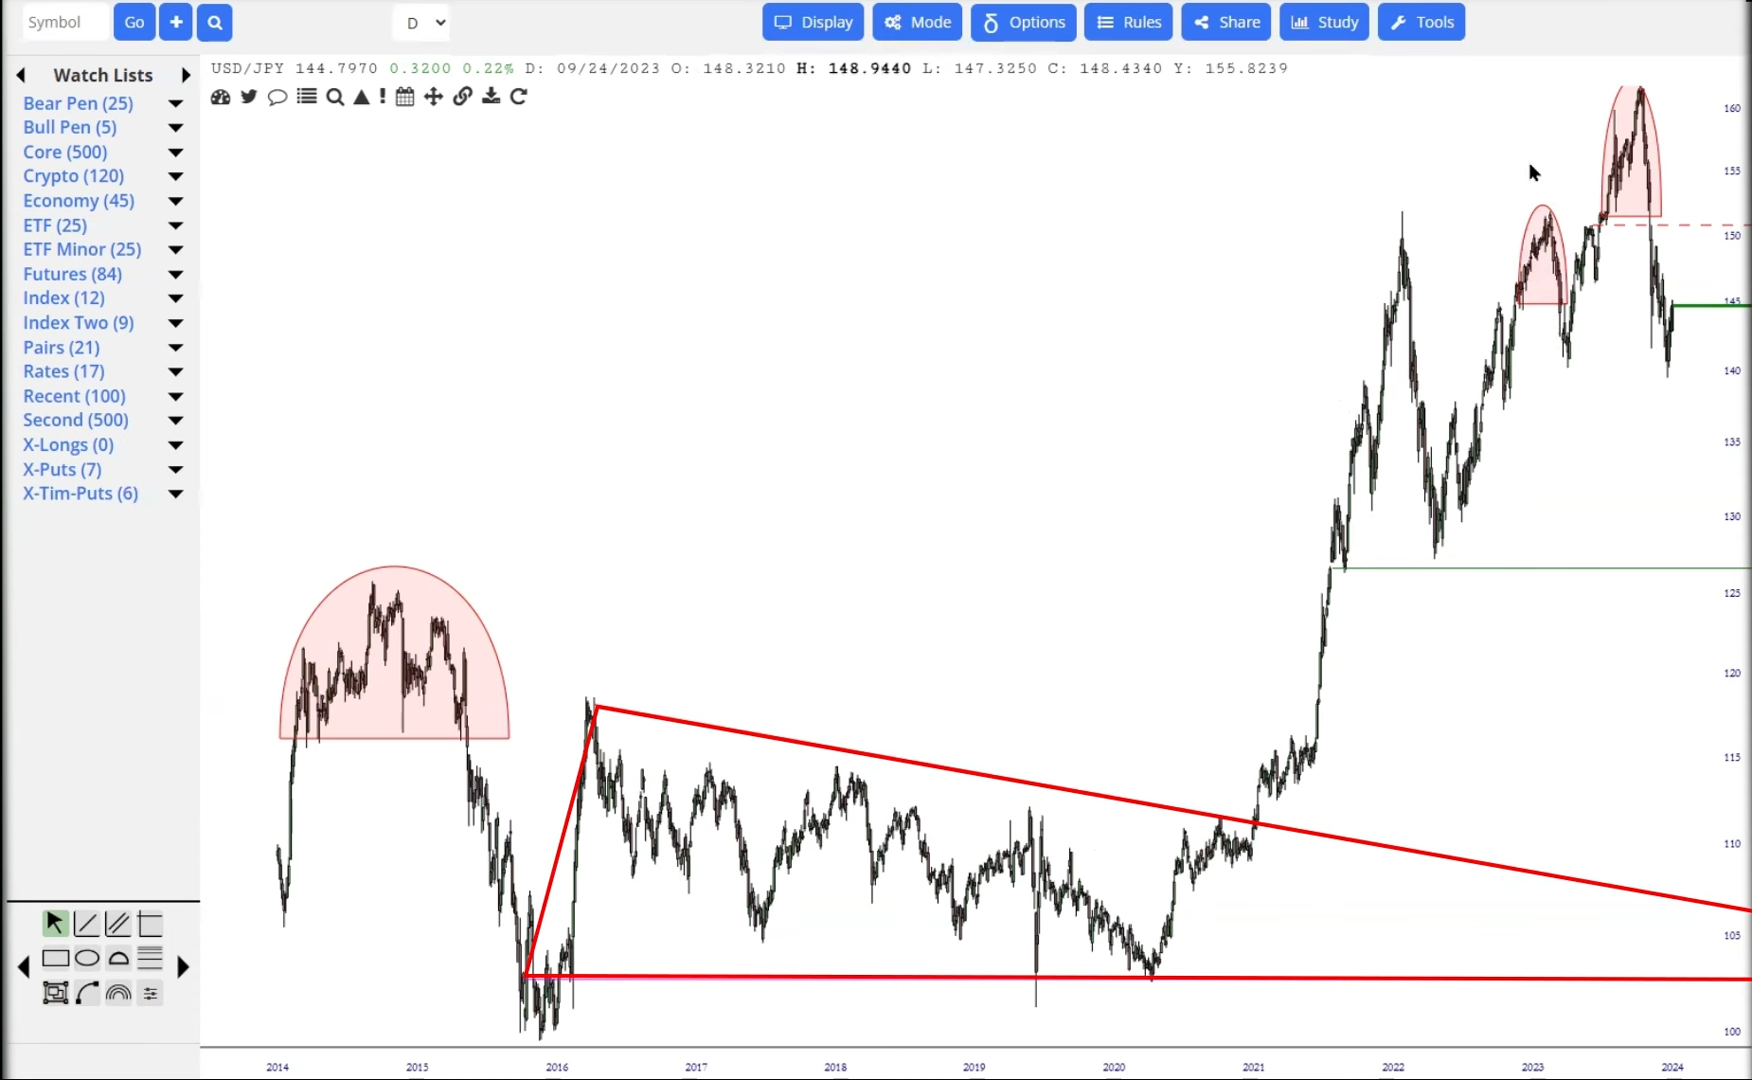 Symbol Go D Display Mode Options Rules Share Study Tools
Watch Lists
USD/JPY 144.7970 0.3200 0.22% D: 09/24/2023 O: 148.3210 H: 148.9440 L: 147.3250 C: 148.4340 Y: 155.8239
Bear Pen (25)
Bull Pen (5)
Core (500)
Crypto (120)
Economy (45)
ETF (25)
ETF Minor (25)
Futures (84)
Index (12)
Index Two (9)
Pairs (21)
Rates (17)
Recent (100)
Second (500)
X-Longs (0)
X-Puts (7)
X-Tim-Puts (6)
160
155
150
145
140
135
130
125
120
115
110
105
100
2014 2015 2016 2017 2018 2019 2020 2021 2022 2023 2024